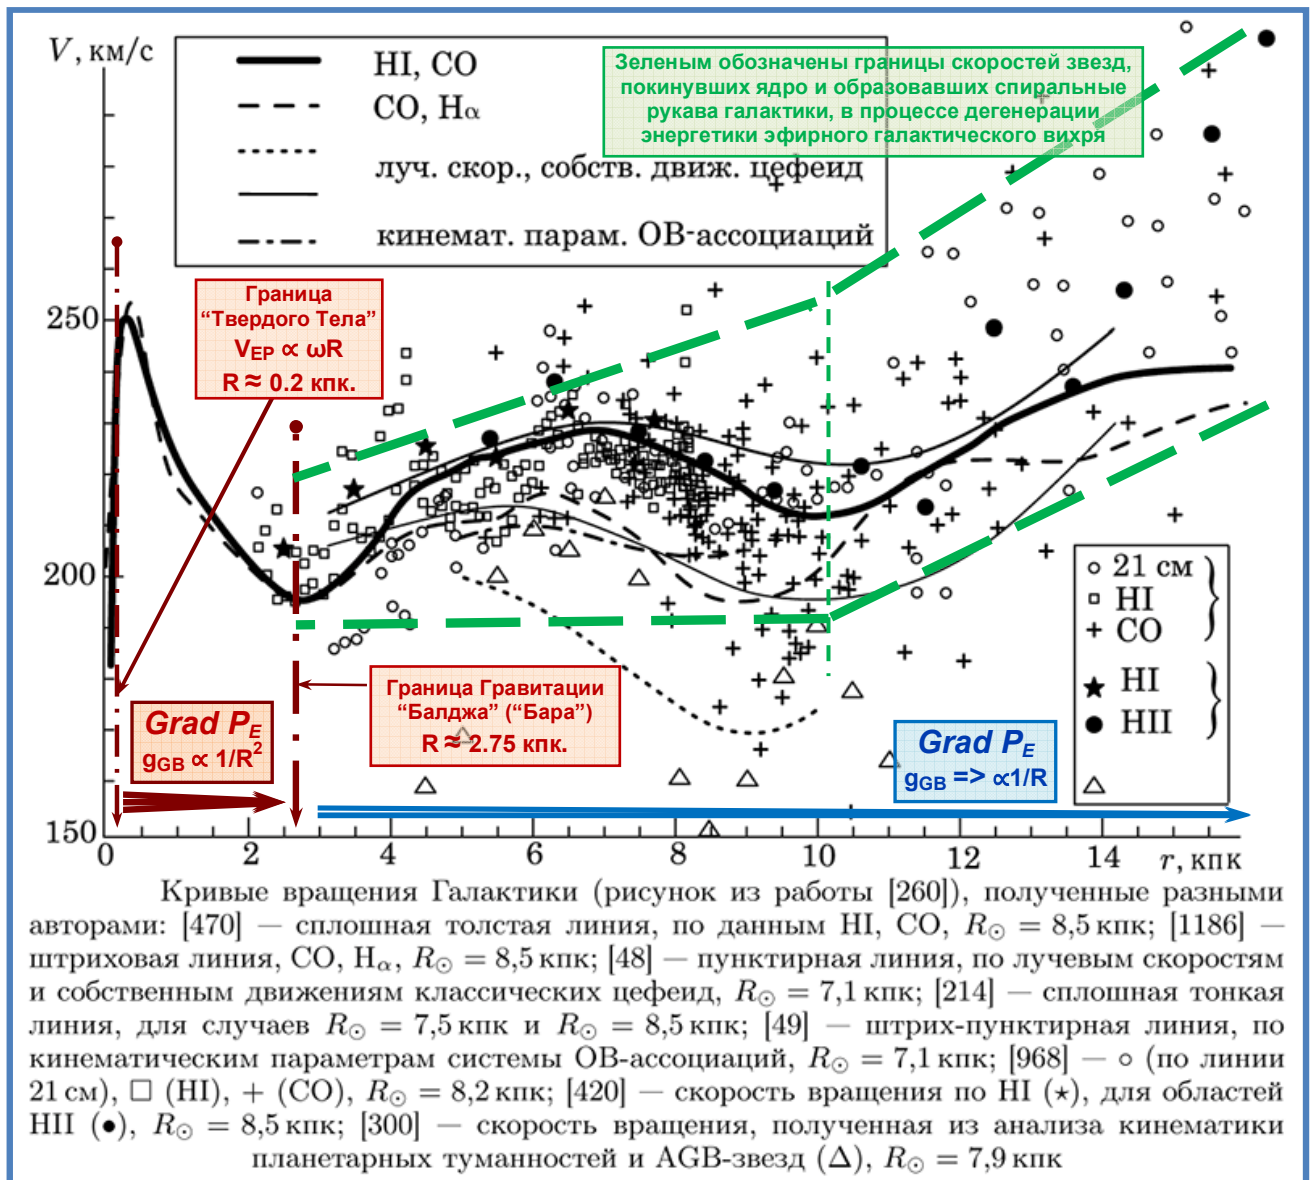 V, км/с
HI, CO
CO, Hα
луч. скор., собств. движ. цефеид
кинемат. парам. ОВ-ассоциаций
Зеленым обозначены границы скоростей звезд,
покинувших ядро и образовавших спиральные
рукава галактики, в процессе дегенерации
энергетики эфирного галактического вихря
Граница
“Твердого Тела”
VEP ∝ ωR
R ≈ 0.2 кпк.
250
200
150
21 см
HI
CO
HI
HII
Граница Гравитации
“Балджа” (“Бара”)
R ≈ 2.75 кпк.
Grad PE
gGB ∝ 1/R²
Grad PE
gGB => ∝1/R
0 2 4 6 8 10 12 14 r, кпк
Кривые вращения Галактики (рисунок из работы [260]), полученные разными
авторами: [470] — сплошная толстая линия, по данным HI, CO, R⊙ = 8,5 кпк; [1186] —
штриховая линия, CO, Hα, R⊙ = 8,5 кпк; [48] — пунктирная линия, по лучевым скоростям
и собственным движениям классических цефеид, R⊙ = 7,1 кпк; [214] — сплошная тонкая
линия, для случаев R⊙ = 7,5 кпк и R⊙ = 8,5 кпк; [49] — штрих-пунктирная линия, по
кинематическим параметрам системы ОВ-ассоциаций, R⊙ = 7,1 кпк; [968] — ○ (по линии
21 см), □ (HI), + (CO), R⊙ = 8,2 кпк; [420] — скорость вращения по HI (⋆), для областей
HII (●), R⊙ = 8,5 кпк; [300] — скорость вращения, полученная из анализа кинематики
планетарных туманностей и AGB-звезд (△), R⊙ = 7,9 кпк